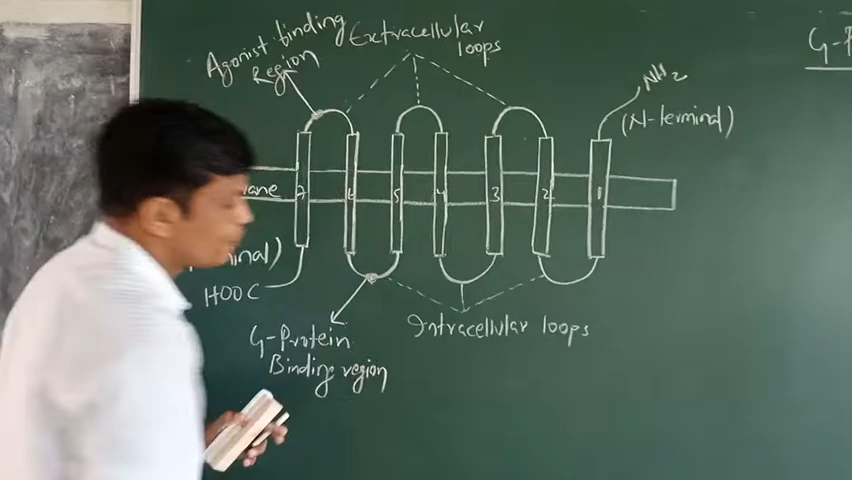 Agonist binding
Region
Extracellular
loops
G-P
NH2
(N-terminal)
7 6 5 4 3 2 1
HOOC
G-Protein
Binding region
Intracellular loops